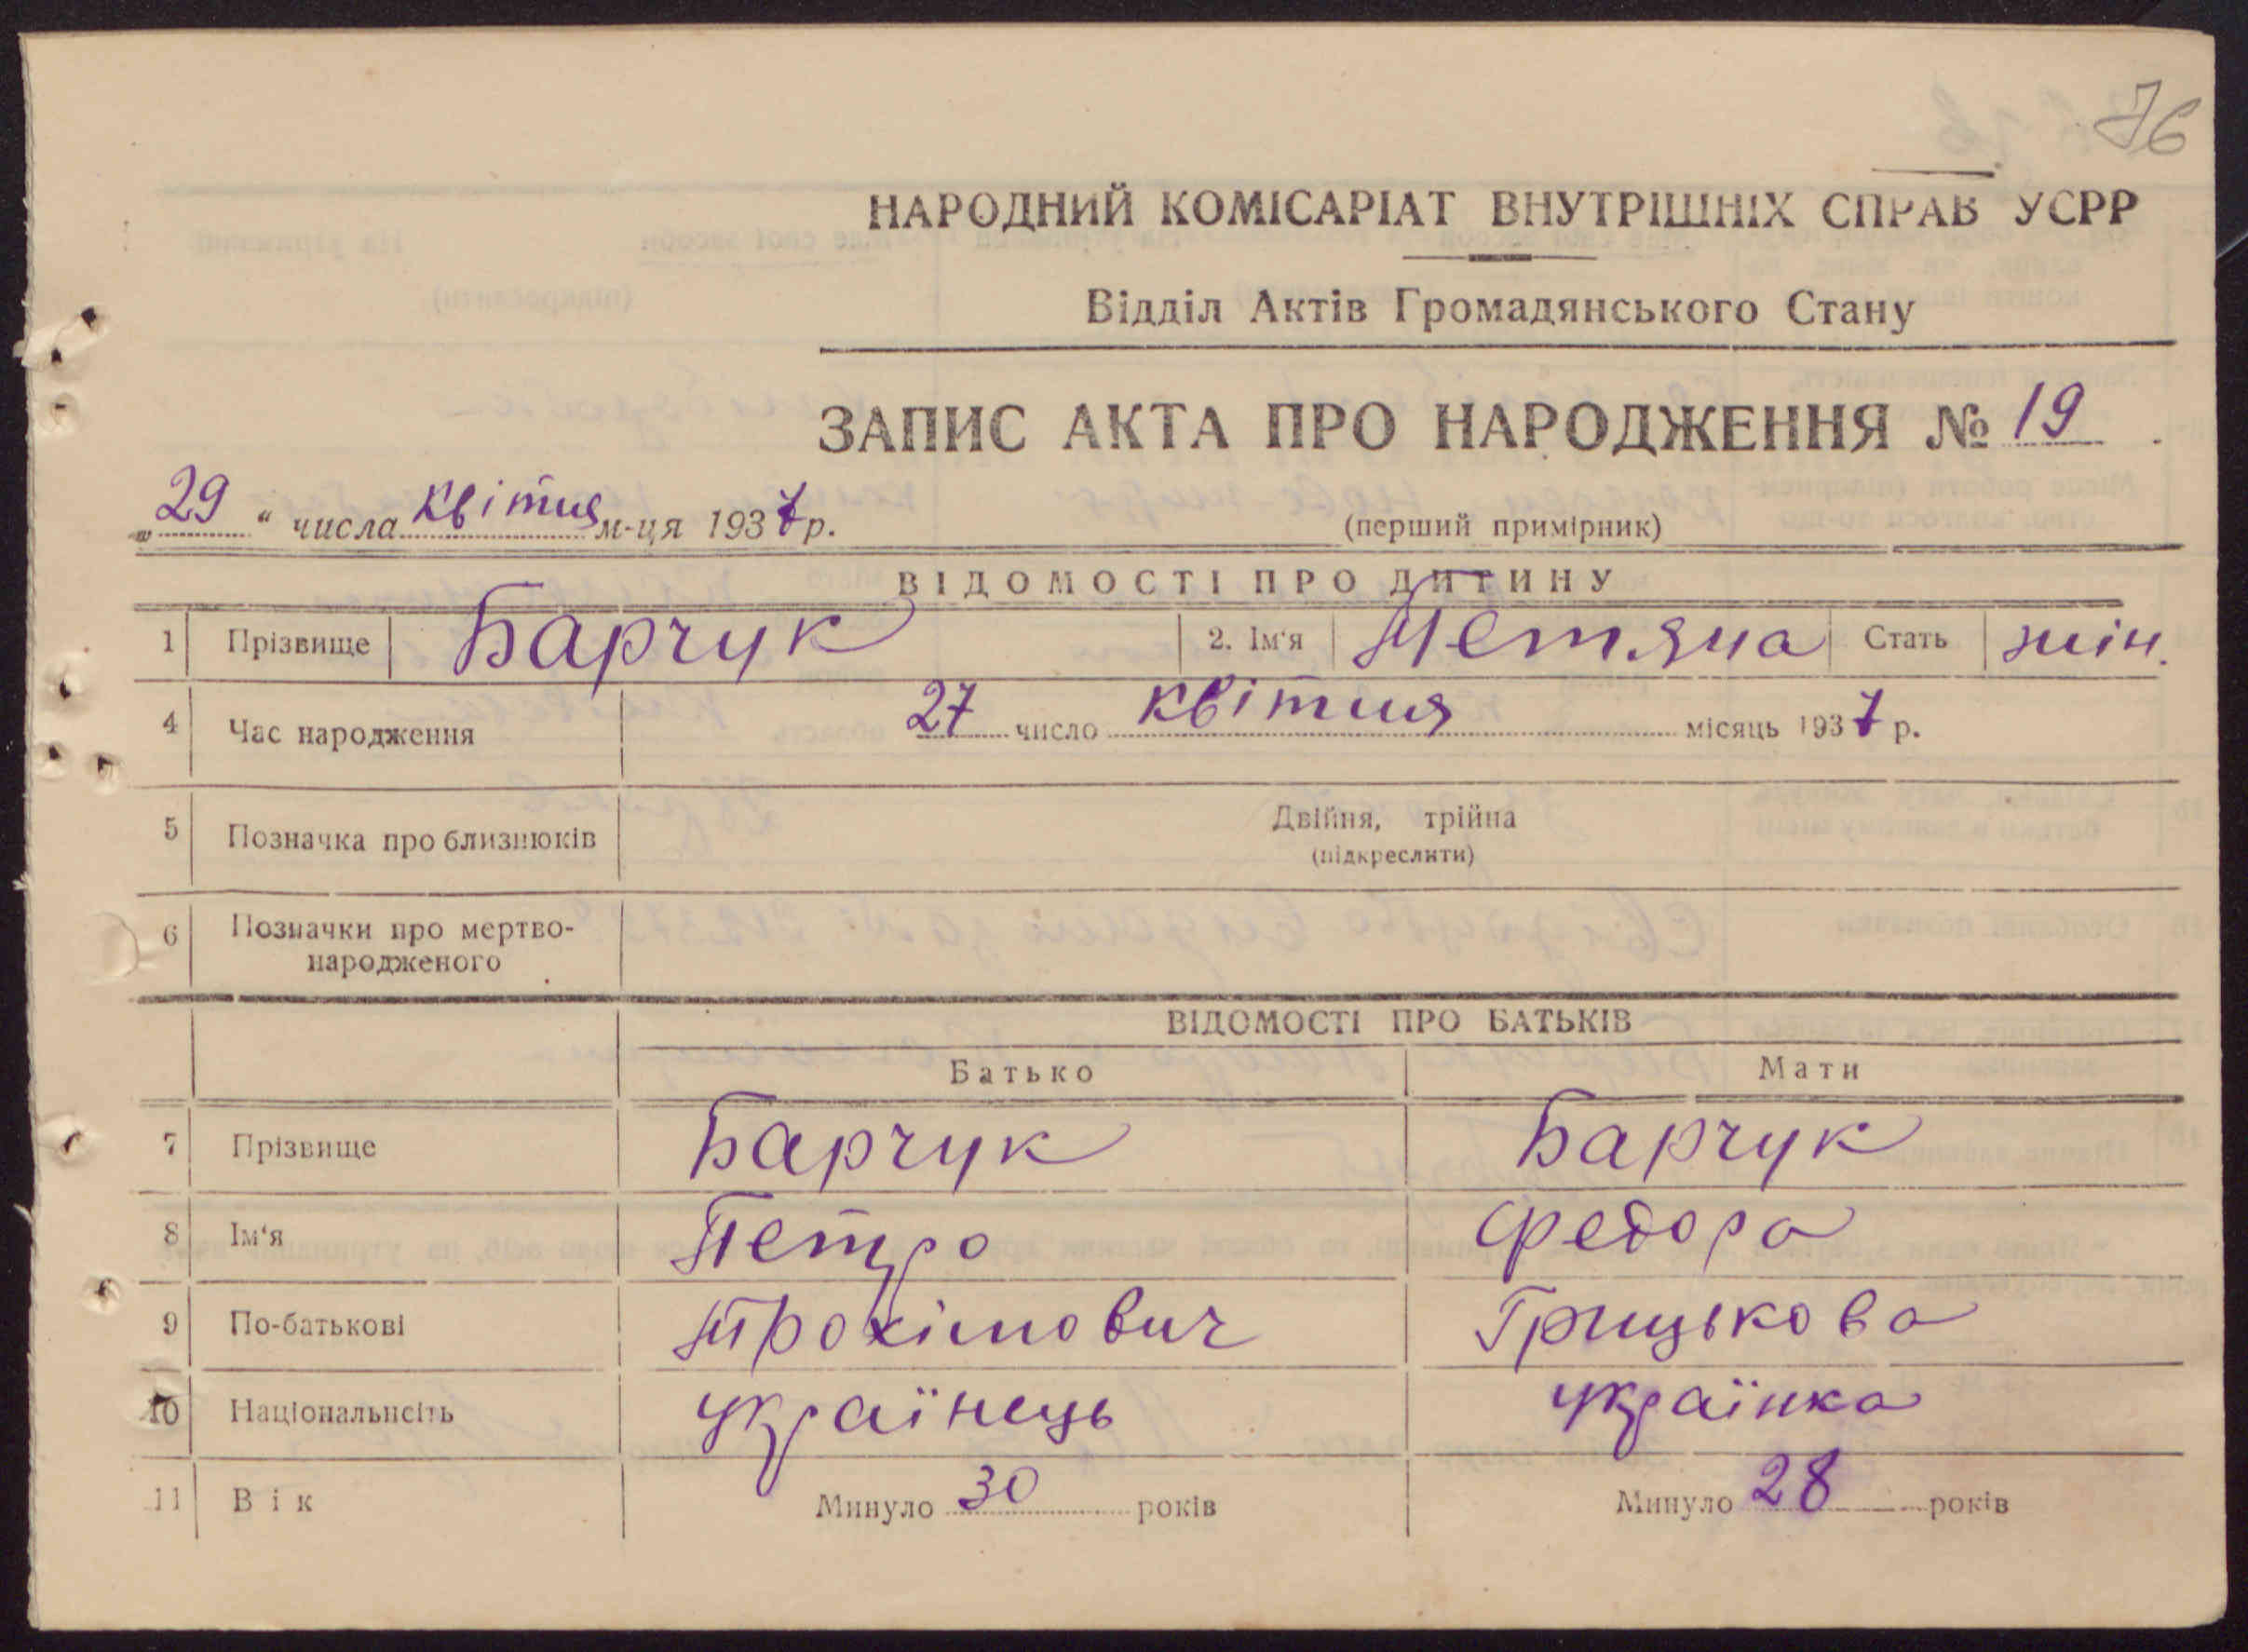 76
НАРОДНИЙ КОМІСАРІАТ ВНУТРІШНІХ СПРАВ УСРР
Відділ Актів Громадянського Стану
ЗАПИС АКТА ПРО НАРОДЖЕННЯ № 19
„29“ числа квітня м-ця 1937 р.
(перший примірник)
ВІДОМОСТІ ПРО ДИТИНУ
1 Прізвище Барчук 2. Ім'я Тетяна Стать жін.
4 Час народження 27 число квітня місяць 1937 р.
5 Позначка про близнюків Двійня, трійна
(підкреслити)
6 Позначки про мертво-
народженого
ВІДОМОСТІ ПРО БАТЬКІВ
Батько Мати
7 Прізвище Барчук Барчук
8 Ім'я Петро Федора
9 По-батькові Трохімович Грицькова
10 Національність українець українка
11 Вік Минуло 30 років Минуло 28 років